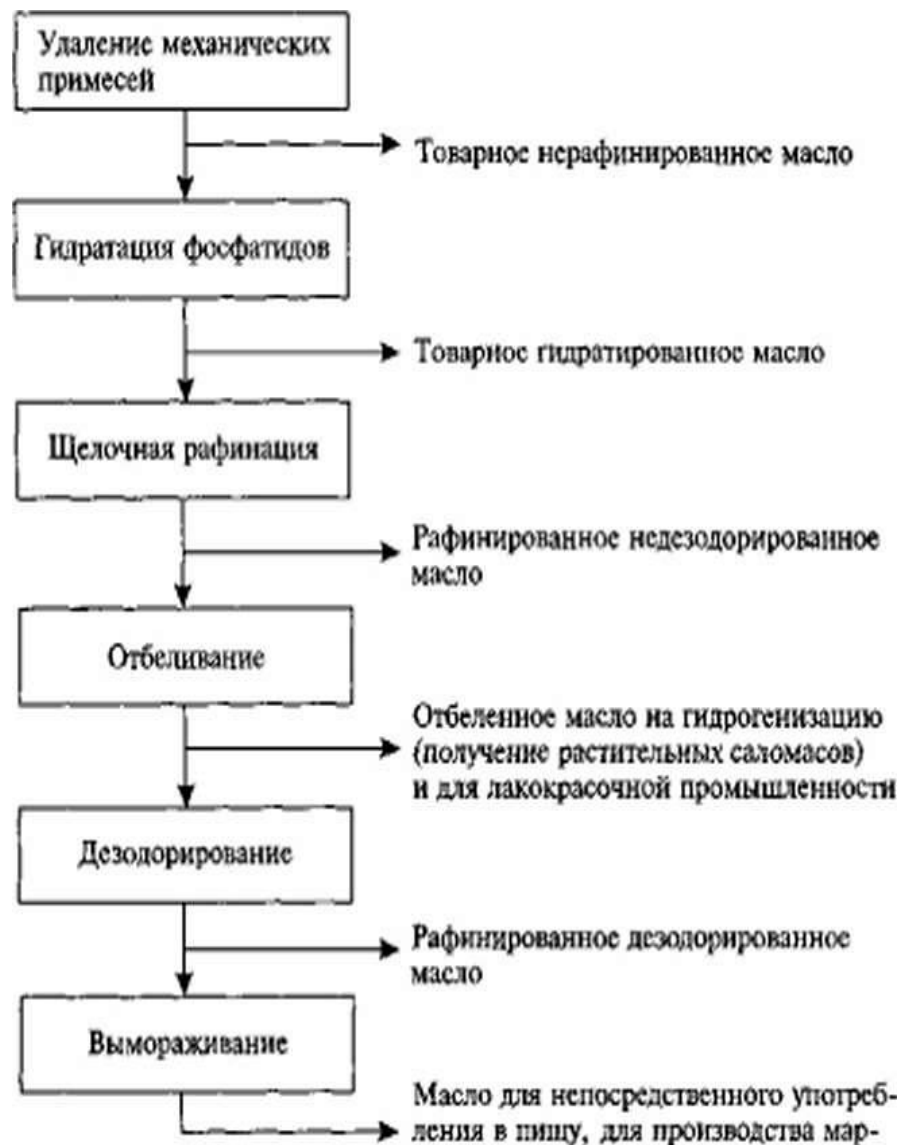 Удаление механических
примесей
Товарное нерафинированное масло
Гидратация фосфатидов
Товарное гидратированное масло
Щелочная рафинация
Рафинированное недезодорированное
масло
Отбеливание
Отбеленное масло на гидрогенизацию
(получение растительных саломасов)
и для лакокрасочной промышленности
Дезодорирование
Рафинированное дезодорированное
масло
Вымораживание
Масло для непосредственного употреб-
ления в пищу, для производства мар-